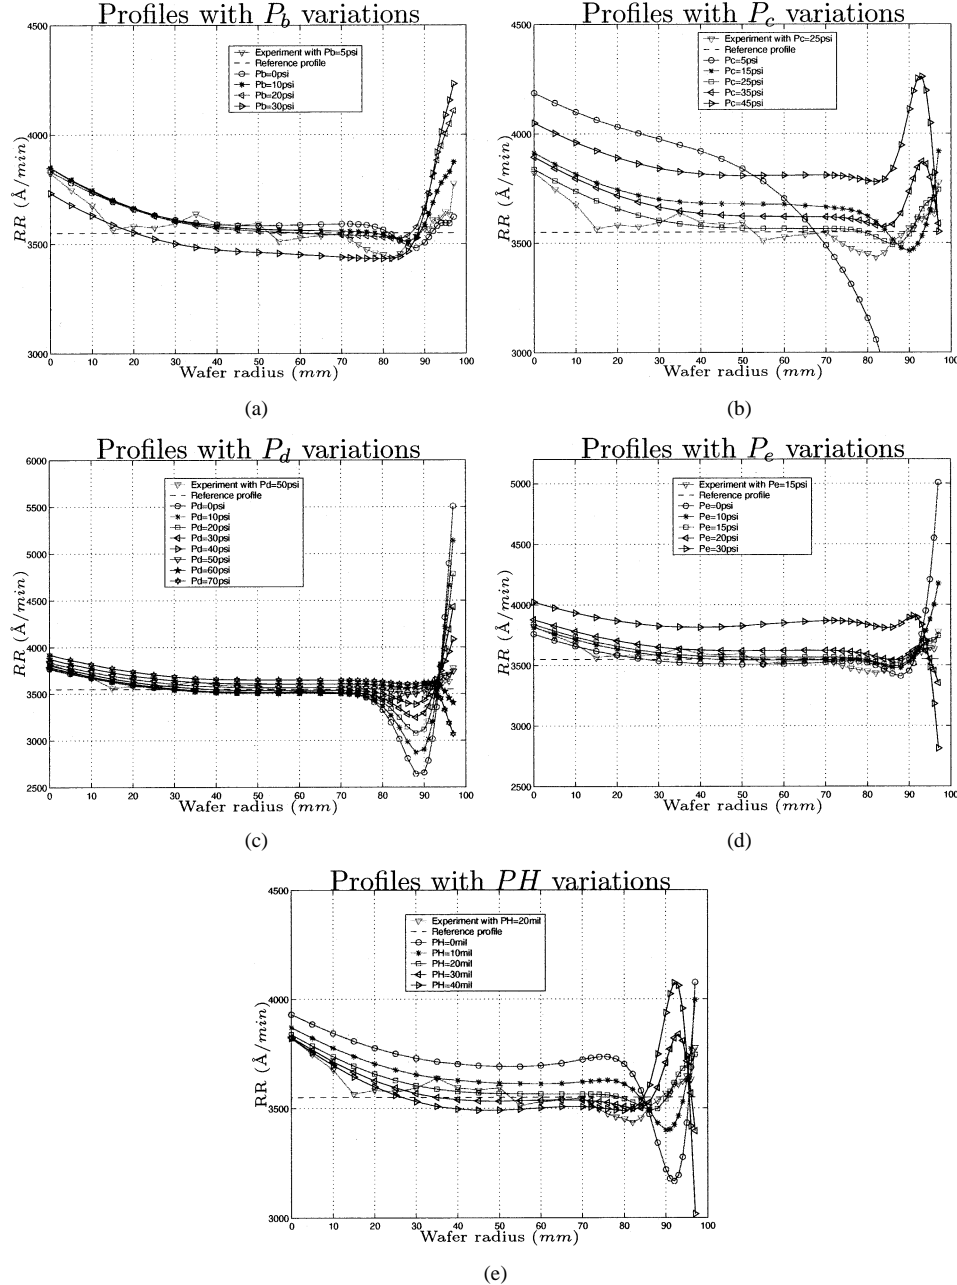 Profiles with P_b variations
4500
4000
3500
3000
RR (Å/min)
Experiment with Pb=5psi
Reference profile
Pb=0psi
Pb=10psi
Pb=20psi
Pb=30psi
0 10 20 30 40 50 60 70 80 90 100
Wafer radius (mm)
(a)
Profiles with P_c variations
4500
4000
3500
3000
RR (Å/min)
Experiment with Pc=25psi
Reference profile
Pc=5psi
Pc=15psi
Pc=25psi
Pc=35psi
Pc=45psi
0 10 20 30 40 50 60 70 80 90 100
Wafer radius (mm)
(b)
Profiles with P_d variations
6000
5500
5000
4500
4000
3500
3000
2500
RR (Å/min)
Experiment with Pd=50psi
Reference profile
Pd=0psi
Pd=10psi
Pd=20psi
Pd=30psi
Pd=40psi
Pd=50psi
Pd=60psi
Pd=70psi
0 10 20 30 40 50 60 70 80 90 100
Wafer radius (mm)
(c)
Profiles with P_e variations
5000
4500
4000
3500
3000
2500
RR (Å/min)
Experiment with Pe=15psi
Reference profile
Pe=0psi
Pe=10psi
Pe=15psi
Pe=20psi
Pe=30psi
0 10 20 30 40 50 60 70 80 90 100
Wafer radius (mm)
(d)
Profiles with PH variations
4500
4000
3500
3000
RR (Å/min)
Experiment with PH=20mil
Reference profile
PH=0mil
PH=10mil
PH=20mil
PH=30mil
PH=40mil
0 10 20 30 40 50 60 70 80 90 100
Wafer radius (mm)
(e)